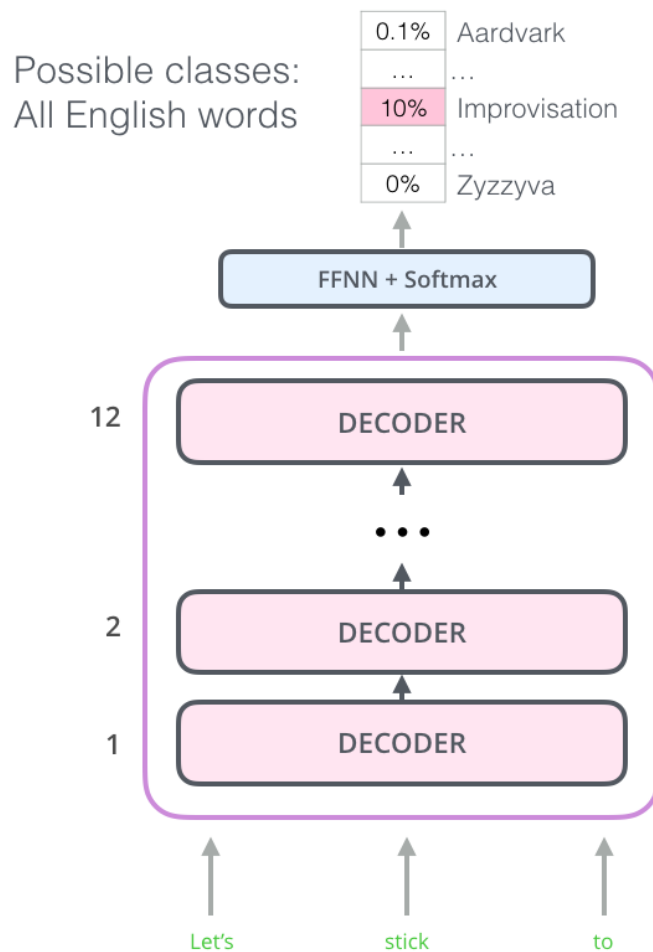 0.1% Aardvark
Possible classes:
… …
All English words
10% Improvisation
… …
0% Zyzzyva
FFNN + Softmax
12 DECODER
• • •
2 DECODER
1 DECODER
Let's stick to